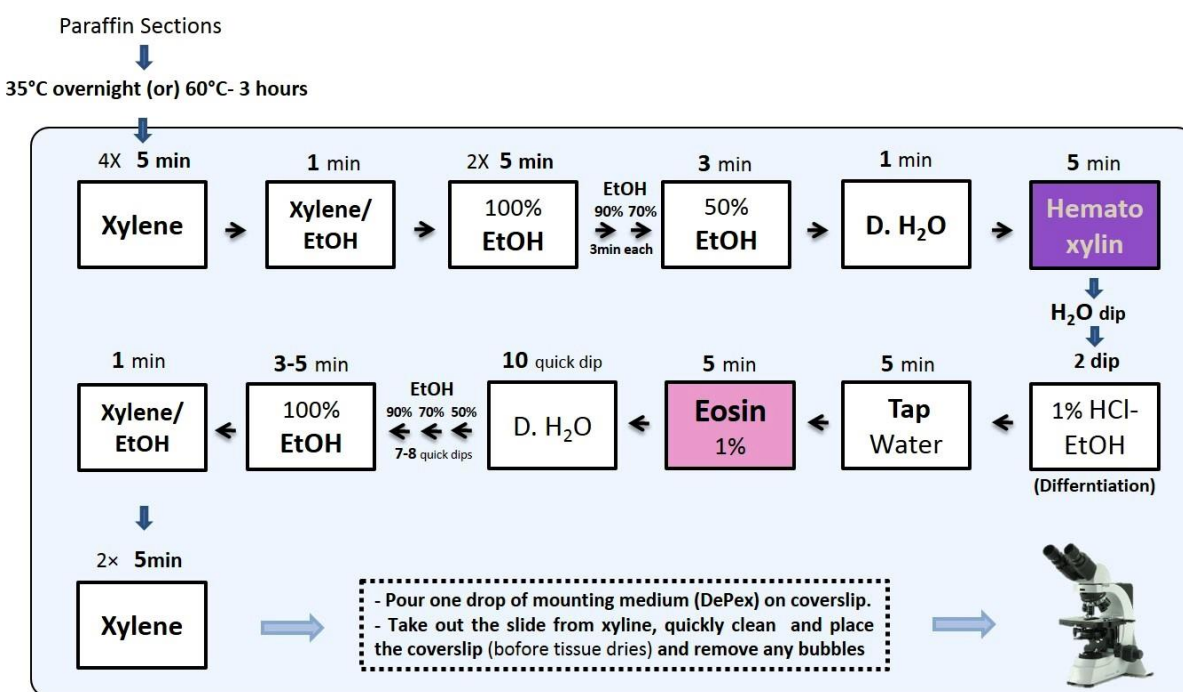 Paraffin Sections
35°C overnight (or) 60°C- 3 hours
4X 5 min
Xylene
1 min
Xylene/
EtOH
2X 5 min
100%
EtOH
EtOH
90% 70%
3min each
3 min
50%
EtOH
1 min
D. H₂O
5 min
Hemato
xylin
H₂O dip
2 dip
1% HCl-
EtOH
(Differntiation)
5 min
Tap
Water
5 min
Eosin
1%
10 quick dip
D. H₂O
EtOH
90% 70% 50%
7-8 quick dips
3-5 min
100%
EtOH
1 min
Xylene/
EtOH
2× 5min
Xylene
- Pour one drop of mounting medium (DePex) on coverslip.
- Take out the slide from xyline, quickly clean and place
the coverslip (bofore tissue dries) and remove any bubbles